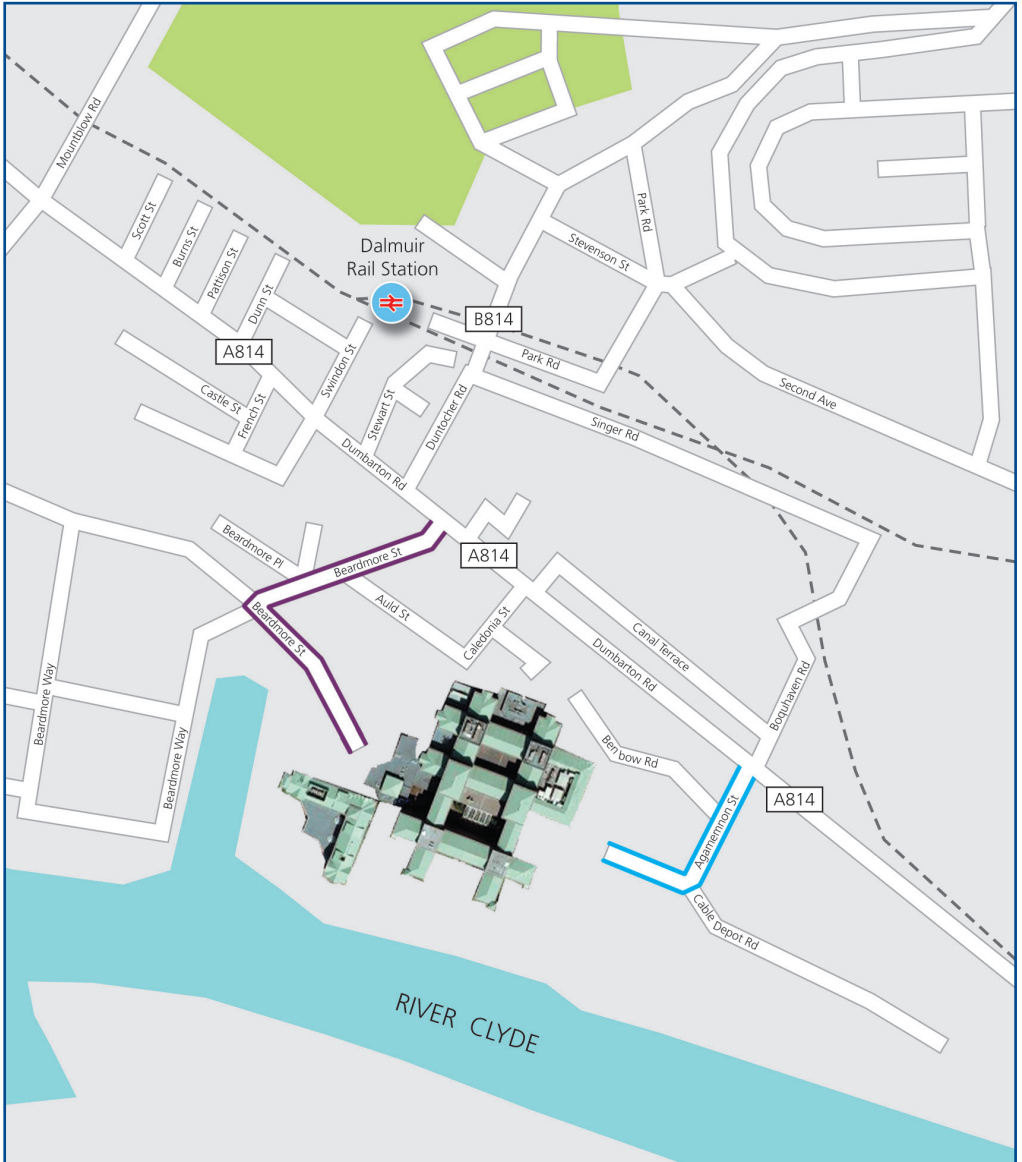 Mountblow Rd
Scott St
Burns St
Pattison St
Dunn St
Dalmuir
Rail Station
Park Rd
Stevenson St
B814
A814
Swindon St
Park Rd
Castle St
French St
Stewart St
Duntocher Rd
Second Ave
Singer Rd
Dumbarton Rd
Beardmore Pl
Beardmore St
A814
Auld St
Beardmore St
Caledonia St
Canal Terrace
Dumbarton Rd
Boquhaven Rd
Beardmore Way
Beardmore Way
Ben bow Rd
A814
Agamemnon St
Cable Depot Rd
RIVER CLYDE